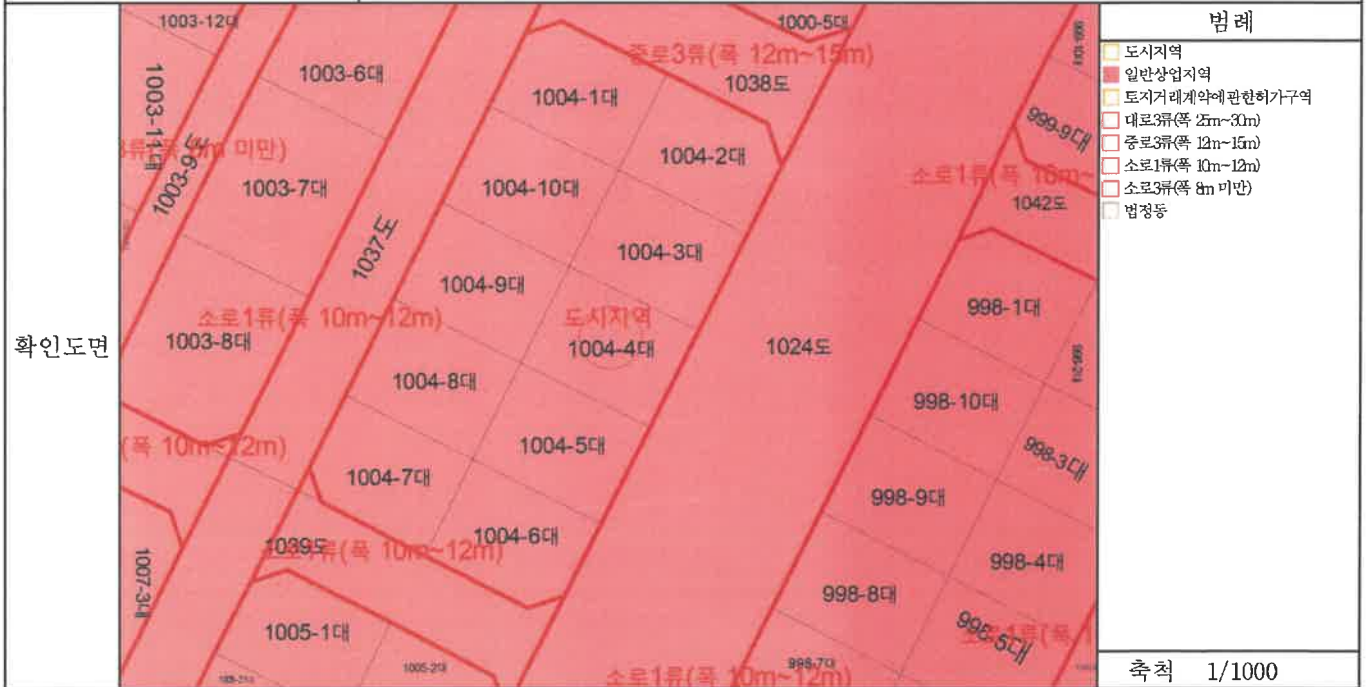 확인도면
1003-12대
1000-5대
중로3류(폭 12m~15m)
1003-6대
1038도
1004-1대
1003-11대
999-9대
1003-9도
미만)
1004-2대
소로1류(폭 10m~
1003-7대
1004-10대
1042도
1037도
1004-3대
1004-9대
998-1대
소로1류(폭 10m~12m)
도시지역
1003-8대
1004-4대
1024도
1004-8대
998-10대
(폭 10m~12m)
1004-5대
998-3대
1004-7대
998-9대
1004-6대
1039도
(폭 10m~12m)
998-4대
1007-3대
998-8대
1005-1대
998-5대
1005-2대
998-7대
소로1류(폭 10m~12m)
범례
도시지역
일반상업지역
토지거래계약에관한허가구역
대로3류(폭 25m~30m)
중로3류(폭 12m~15m)
소로1류(폭 10m~12m)
소로3류(폭 8m 미만)
법정동
축척 1/1000